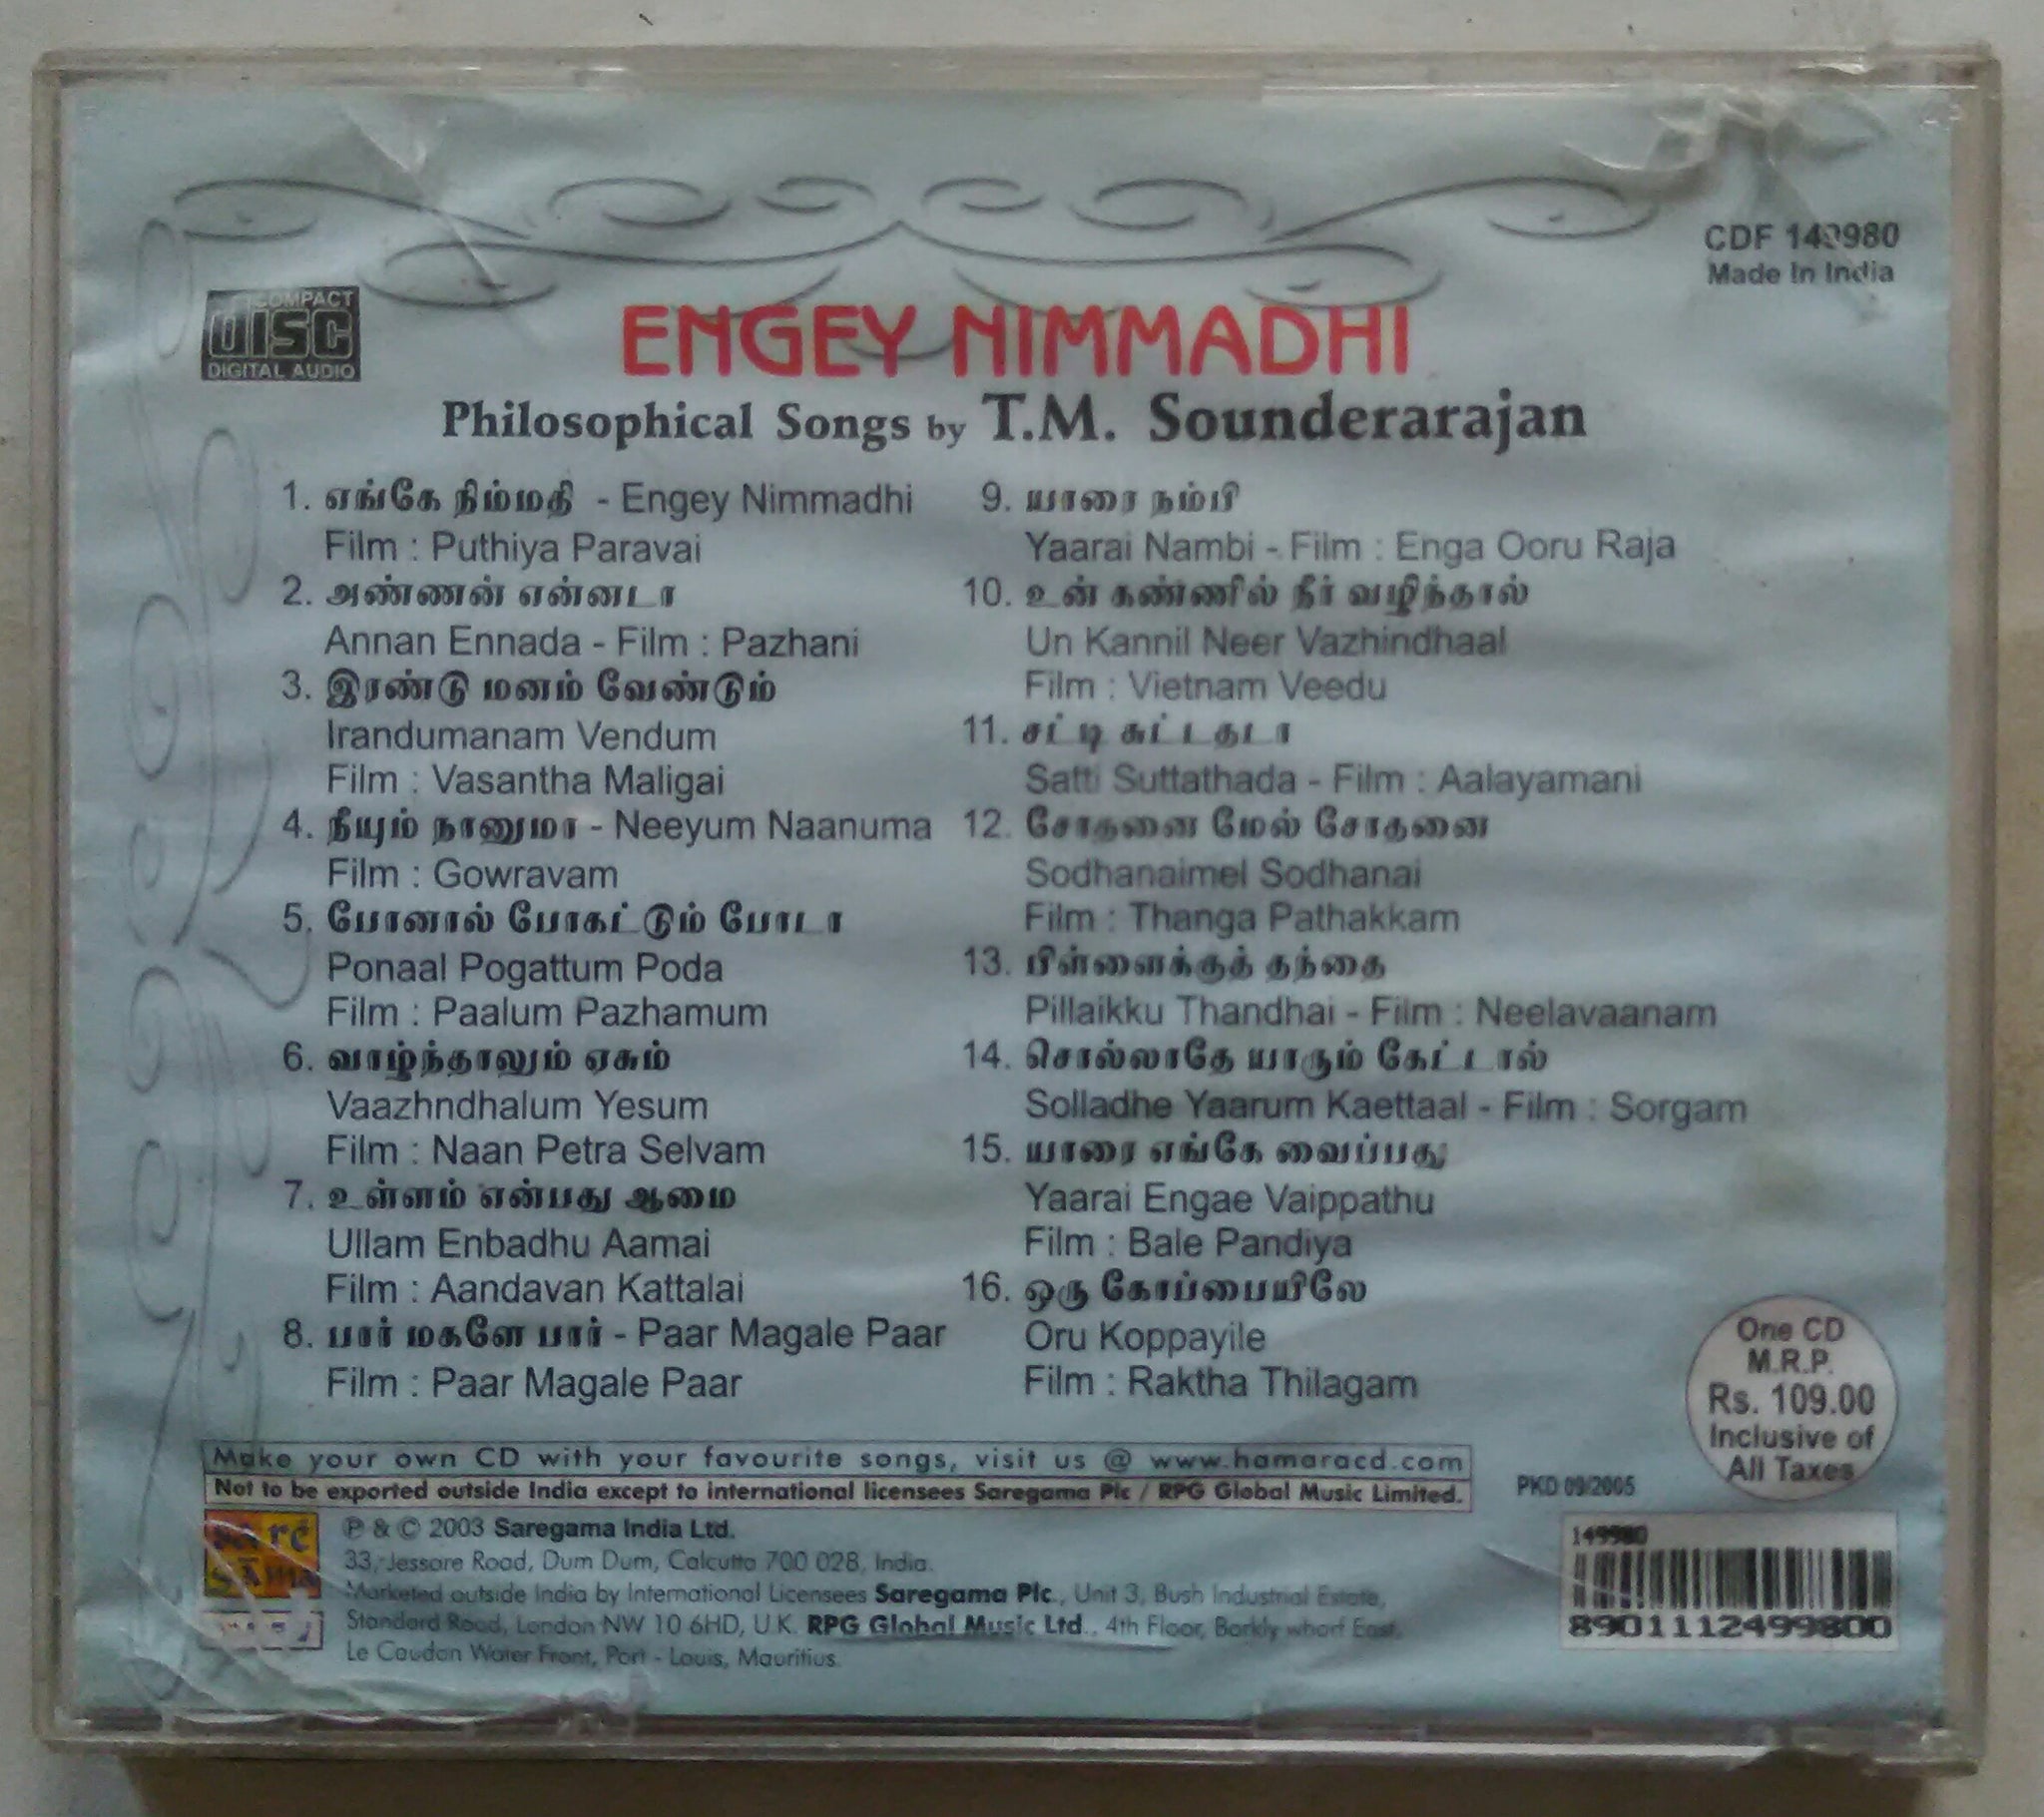 CDF 149980
Made In India
COMPACT
DISC
DIGITAL AUDIO
ENGEY NIMMADHI
Philosophical Songs by T.M. Sounderarajan
1. எங்கே நிம்மதி - Engey Nimmadhi
Film : Puthiya Paravai
2. அண்ணன் என்னடா
Annan Ennada - Film : Pazhani
3. இரண்டு மனம் வேண்டும்
Irandumanam Vendum
Film : Vasantha Maligai
4. நீயும் நானுமா - Neeyum Naanuma
Film : Gowravam
5. போனால் போகட்டும் போடா
Ponaal Pogattum Poda
Film : Paalum Pazhamum
6. வாழ்ந்தாலும் ஏசும்
Vaazhndhalum Yesum
Film : Naan Petra Selvam
7. உள்ளம் என்பது ஆமை
Ullam Enbadhu Aamai
Film : Aandavan Kattalai
8. பார் மகளே பார் - Paar Magale Paar
Film : Paar Magale Paar
9. யாரை நம்பி
Yaarai Nambi - Film : Enga Ooru Raja
10. உன் கண்ணில் நீர் வழிந்தால்
Un Kannil Neer Vazhindhaal
Film : Vietnam Veedu
11. சட்டி சுட்டதடா
Satti Suttathada - Film : Aalayamani
12. சோதனை மேல் சோதனை
Sodhanaimel Sodhanai
Film : Thanga Pathakkam
13. பிள்ளைக்குத் தந்தை
Pillaikku Thandhai - Film : Neelavaanam
14. சொல்லாதே யாரும் கேட்டால்
Solladhe Yaarum Kaettaal - Film : Sorgam
15. யாரை எங்கே வைப்பது
Yaarai Engae Vaippathu
Film : Bale Pandiya
16. ஒரு கோப்பையிலே
Oru Koppayile
Film : Raktha Thilagam
One CD
M.R.P.
Rs. 109.00
Inclusive of
All Taxes
Make your own CD with your favourite songs, visit us @ www.hamaracd.com
Not to be exported outside India except to international licensees Saregama Plc / RPG Global Music Limited.
PKD 09/2005
℗ & © 2003 Saregama India Ltd.
33, Jessore Road, Dum Dum, Calcutta 700 028, India.
Marketed outside India by International Licensees Saregama Plc., Unit 3, Bush Industrial Estate,
Standard Road, London NW 10 6HD, U.K. RPG Global Music Ltd., 4th Floor, Barkly wharf East,
Le Caudan Water Front, Port - Louis, Mauritius.
149980
8901112499800